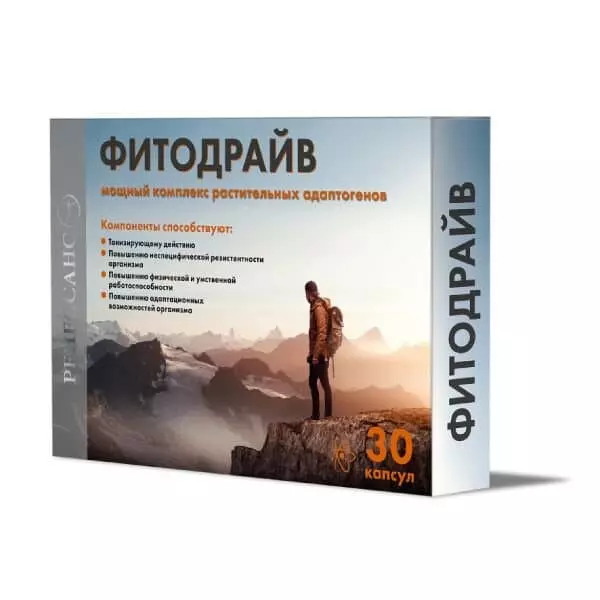 ФИТОДРАЙВ
мощный комплекс растительных адаптогенов
Компоненты способствуют:
Тонизирующему действию
Повышению неспецифической резистентности
организма
Повышению физической и умственной
работоспособности
Повышению адаптационных
возможностей организма
30
капсул
ФИТОДРАЙВ